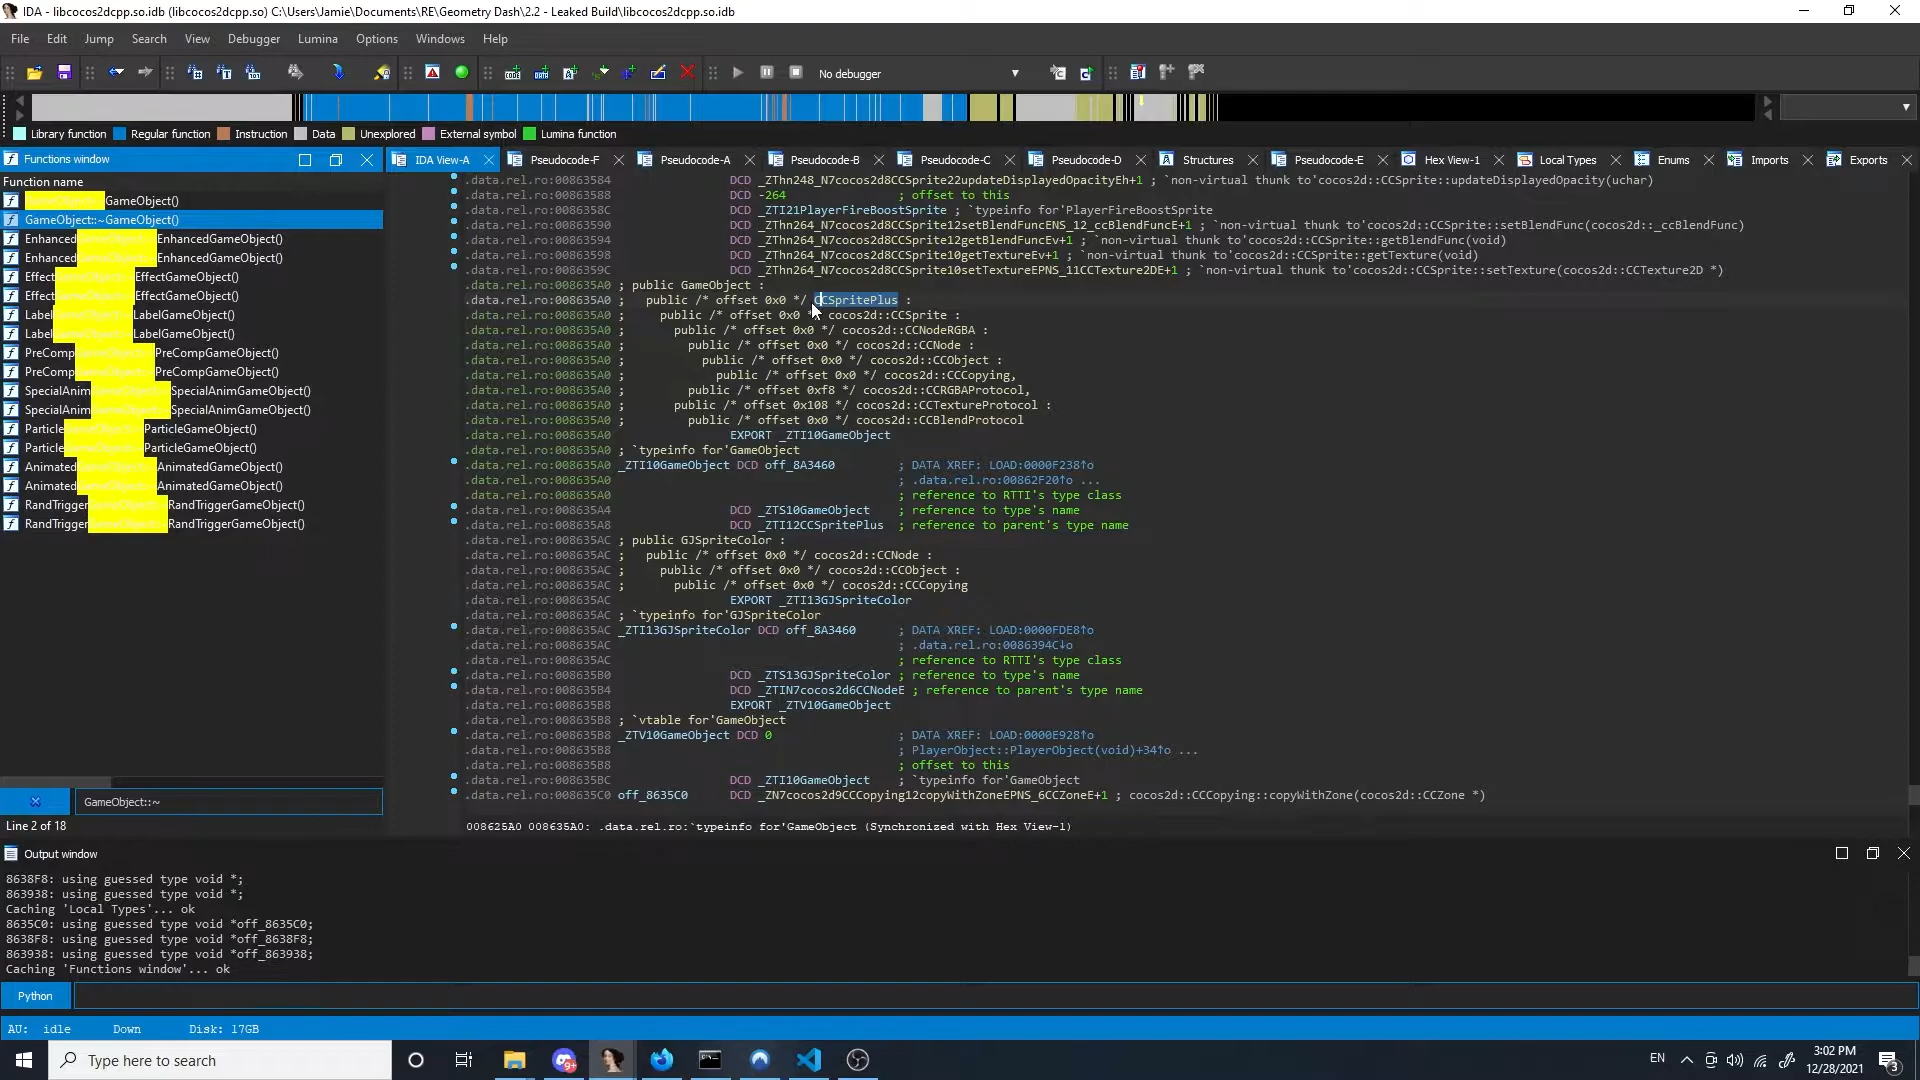 IDA - libcocos2dcpp.so.idb (libcocos2dcpp.so) C:\Users\Jamie\Documents\RE\Geometry Dash\2.2 - Leaked Build\libcocos2dcpp.so.idb
File Edit Jump Search View Debugger Lumina Options Windows Help
No debugger
Library function Regular function Instruction Data Unexplored External symbol Lumina function
Functions window
Function name
GameObject()
GameObject::~GameObject()
Enhanced EnhancedGameObject()
Enhanced EnhancedGameObject()
Effect EffectGameObject()
Effect EffectGameObject()
Label LabelGameObject()
Label LabelGameObject()
PreComp PreCompGameObject()
PreComp PreCompGameObject()
SpecialAnim SpecialAnimGameObject()
SpecialAnim SpecialAnimGameObject()
Particle ParticleGameObject()
Particle ParticleGameObject()
Animated AnimatedGameObject()
Animated AnimatedGameObject()
RandTrigger RandTriggerGameObject()
RandTrigger RandTriggerGameObject()
GameObject::~
Line 2 of 18
IDA View-A Pseudocode-F Pseudocode-A Pseudocode-B Pseudocode-C Pseudocode-D Structures Pseudocode-E Hex View-1 Local Types Enums Imports Exports
.data.rel.ro:00863584 DCD _ZThn248_N7cocos2d8CCSprite22updateDisplayedOpacityEh+1 ; `non-virtual thunk to'cocos2d::CCSprite::updateDisplayedOpacity(uchar)
.data.rel.ro:00863588 DCD -264 ; offset to this
.data.rel.ro:0086358C DCD _ZTI21PlayerFireBoostSprite ; `typeinfo for'PlayerFireBoostSprite
.data.rel.ro:00863590 DCD _ZThn264_N7cocos2d8CCSprite12setBlendFuncENS_12_ccBlendFuncE+1 ; `non-virtual thunk to'cocos2d::CCSprite::setBlendFunc(cocos2d::_ccBlendFunc)
.data.rel.ro:00863594 DCD _ZThn264_N7cocos2d8CCSprite12getBlendFuncEv+1 ; `non-virtual thunk to'cocos2d::CCSprite::getBlendFunc(void)
.data.rel.ro:00863598 DCD _ZThn264_N7cocos2d8CCSprite10getTextureEv+1 ; `non-virtual thunk to'cocos2d::CCSprite::getTexture(void)
.data.rel.ro:0086359C DCD _ZThn264_N7cocos2d8CCSprite10setTextureEPNS_11CCTexture2DE+1 ; `non-virtual thunk to'cocos2d::CCSprite::setTexture(cocos2d::CCTexture2D *)
.data.rel.ro:008635A0 ; public GameObject :
.data.rel.ro:008635A0 ; public /* offset 0x0 */ CCSpritePlus :
.data.rel.ro:008635A0 ; public /* offset 0x0 */ cocos2d::CCSprite :
.data.rel.ro:008635A0 ; public /* offset 0x0 */ cocos2d::CCNodeRGBA :
.data.rel.ro:008635A0 ; public /* offset 0x0 */ cocos2d::CCNode :
.data.rel.ro:008635A0 ; public /* offset 0x0 */ cocos2d::CCObject :
.data.rel.ro:008635A0 ; public /* offset 0x0 */ cocos2d::CCCopying,
.data.rel.ro:008635A0 ; public /* offset 0xf8 */ cocos2d::CCRGBAProtocol,
.data.rel.ro:008635A0 ; public /* offset 0x108 */ cocos2d::CCTextureProtocol :
.data.rel.ro:008635A0 ; public /* offset 0x0 */ cocos2d::CCBlendProtocol
.data.rel.ro:008635A0 EXPORT _ZTI10GameObject
.data.rel.ro:008635A0 ; `typeinfo for'GameObject
.data.rel.ro:008635A0 _ZTI10GameObject DCD off_8A3460 ; DATA XREF: LOAD:0000F238↑o
.data.rel.ro:008635A0 ; .data.rel.ro:00862F20↑o ...
.data.rel.ro:008635A0 ; reference to RTTI's type class
.data.rel.ro:008635A4 DCD _ZTS10GameObject ; reference to type's name
.data.rel.ro:008635A8 DCD _ZTI12CCSpritePlus ; reference to parent's type name
.data.rel.ro:008635AC ; public GJSpriteColor :
.data.rel.ro:008635AC ; public /* offset 0x0 */ cocos2d::CCNode :
.data.rel.ro:008635AC ; public /* offset 0x0 */ cocos2d::CCObject :
.data.rel.ro:008635AC ; public /* offset 0x0 */ cocos2d::CCCopying
.data.rel.ro:008635AC EXPORT _ZTI13GJSpriteColor
.data.rel.ro:008635AC ; `typeinfo for'GJSpriteColor
.data.rel.ro:008635AC _ZTI13GJSpriteColor DCD off_8A3460 ; DATA XREF: LOAD:0000FDE8↑o
.data.rel.ro:008635AC ; .data.rel.ro:0086394C↓o
.data.rel.ro:008635AC ; reference to RTTI's type class
.data.rel.ro:008635B0 DCD _ZTS13GJSpriteColor ; reference to type's name
.data.rel.ro:008635B4 DCD _ZTIN7cocos2d6CCNodeE ; reference to parent's type name
.data.rel.ro:008635B8 EXPORT _ZTV10GameObject
.data.rel.ro:008635B8 ; `vtable for'GameObject
.data.rel.ro:008635B8 _ZTV10GameObject DCD 0 ; DATA XREF: LOAD:0000E928↑o
.data.rel.ro:008635B8 ; PlayerObject::PlayerObject(void)+34↑o ...
.data.rel.ro:008635B8 ; offset to this
.data.rel.ro:008635BC DCD _ZTI10GameObject ; `typeinfo for'GameObject
.data.rel.ro:008635C0 off_8635C0 DCD _ZN7cocos2d9CCCopying12copyWithZoneEPNS_6CCZoneE+1 ; cocos2d::CCCopying::copyWithZone(cocos2d::CCZone *)
008625A0 008635A0: .data.rel.ro:`typeinfo for'GameObject (Synchronized with Hex View-1)
Output window
8638F8: using guessed type void *;
863938: using guessed type void *;
Caching 'Local Types'... ok
8635C0: using guessed type void *off_8635C0;
8638F8: using guessed type void *off_8638F8;
863938: using guessed type void *off_863938;
Caching 'Functions window'... ok
Python
AU: idle Down Disk: 17GB
Type here to search
EN
3:02 PM
12/28/2021
3